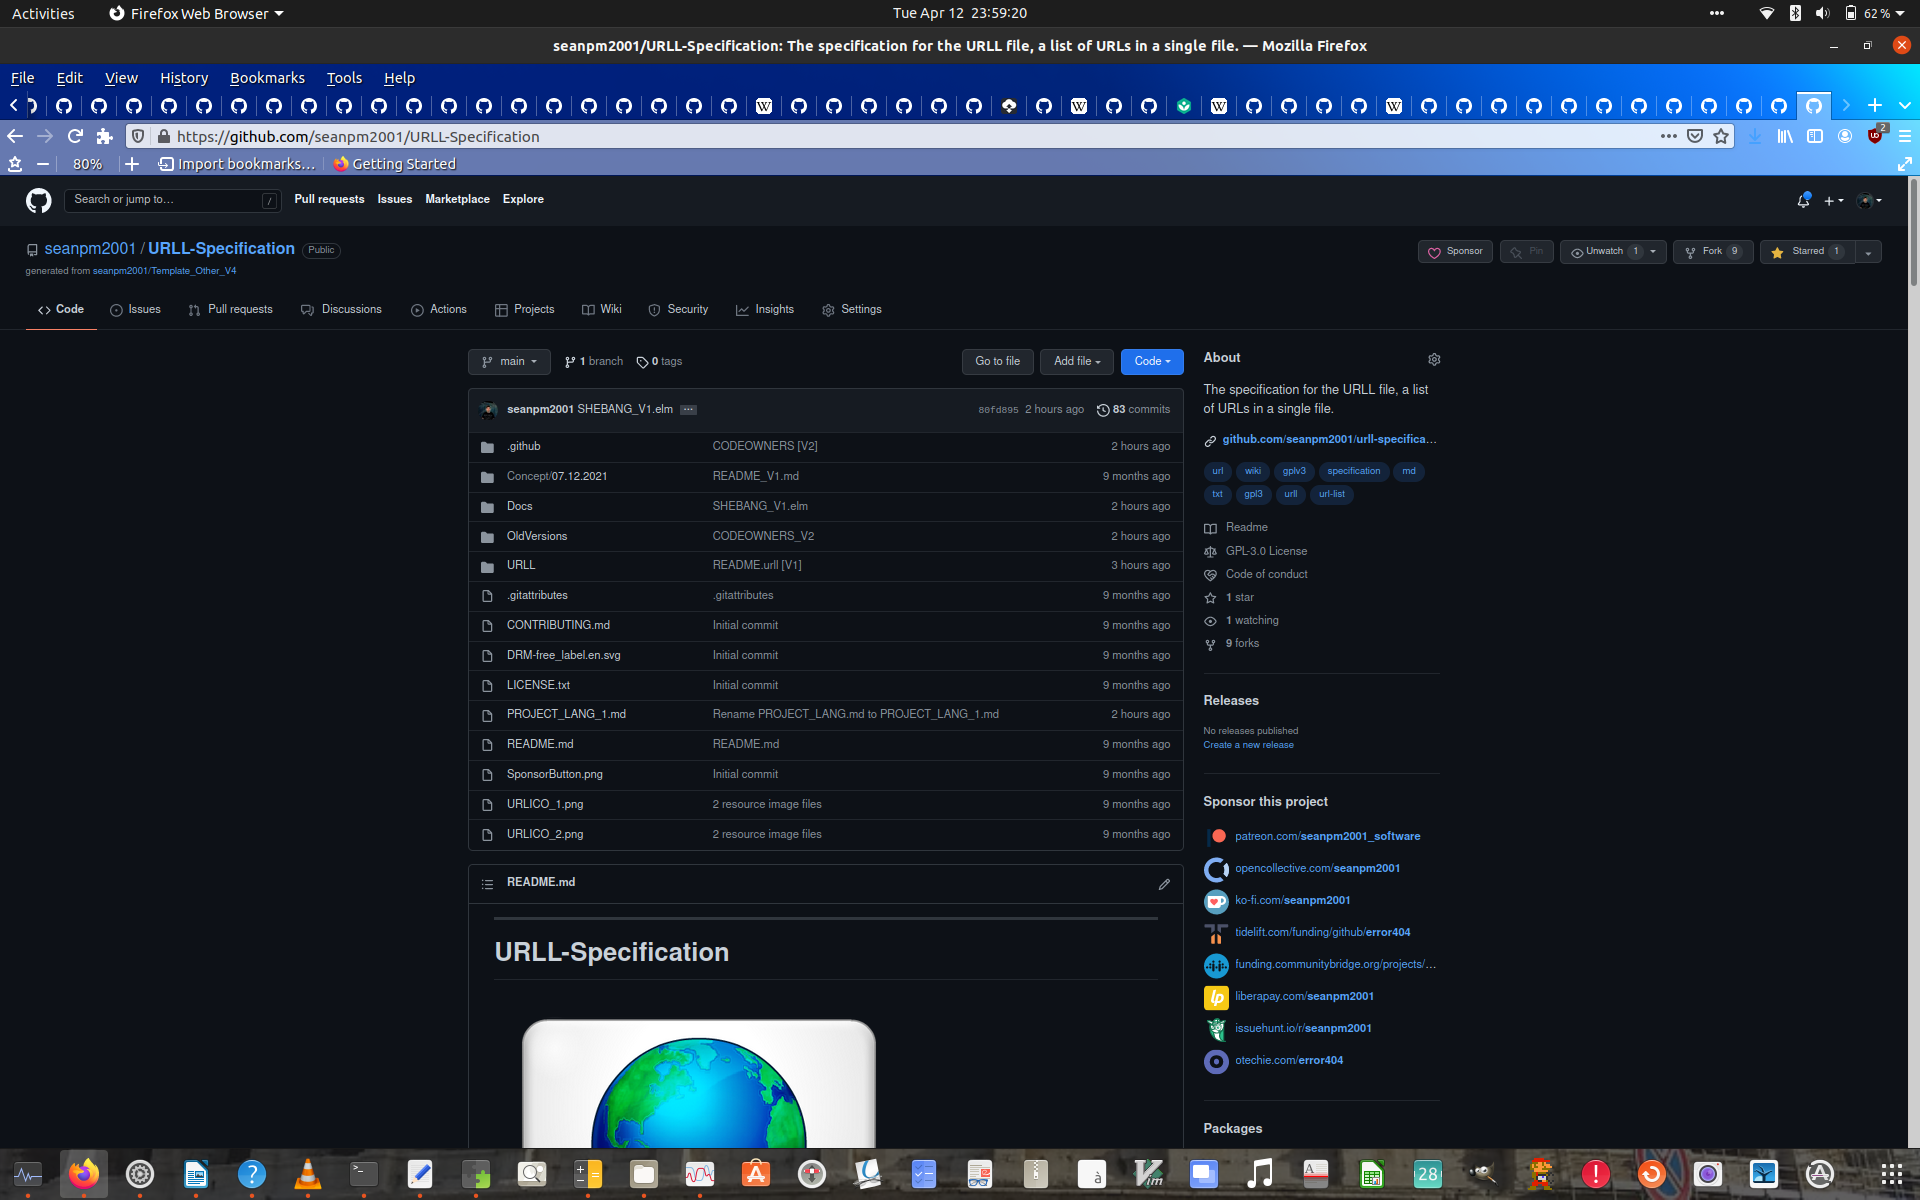 Activities Firefox Web Browser Tue Apr 12 23:59:20 62 %
seanpm2001/URLL-Specification: The specification for the URLL file, a list of URLs in a single file. — Mozilla Firefox
File Edit View History Bookmarks Tools Help
https://github.com/seanpm2001/URLL-Specification 2
80% Import bookmarks... Getting Started
Search or jump to... / Pull requests Issues Marketplace Explore
seanpm2001 / URLL-Specification Public Sponsor Pin Unwatch 1 Fork 9 Starred 1
generated from seanpm2001/Template_Other_V4
Code Issues Pull requests Discussions Actions Projects Wiki Security Insights Settings
main 1 branch 0 tags Go to file Add file Code
seanpm2001 SHEBANG_V1.elm ... 80fd895 2 hours ago 83 commits
.github CODEOWNERS [V2] 2 hours ago
Concept/07.12.2021 README_V1.md 9 months ago
Docs SHEBANG_V1.elm 2 hours ago
OldVersions CODEOWNERS_V2 2 hours ago
URLL README.urll [V1] 3 hours ago
.gitattributes .gitattributes 9 months ago
CONTRIBUTING.md Initial commit 9 months ago
DRM-free_label.en.svg Initial commit 9 months ago
LICENSE.txt Initial commit 9 months ago
PROJECT_LANG_1.md Rename PROJECT_LANG.md to PROJECT_LANG_1.md 2 hours ago
README.md README.md 9 months ago
SponsorButton.png Initial commit 9 months ago
URLICO_1.png 2 resource image files 9 months ago
URLICO_2.png 2 resource image files 9 months ago
README.md
URLL-Specification
About
The specification for the URLL file, a list
of URLs in a single file.
github.com/seanpm2001/urll-specifica...
url wiki gplv3 specification md
txt gpl3 urll url-list
Readme
GPL-3.0 License
Code of conduct
1 star
1 watching
9 forks
Releases
No releases published
Create a new release
Sponsor this project
patreon.com/seanpm2001_software
opencollective.com/seanpm2001
ko-fi.com/seanpm2001
tidelift.com/funding/github/error404
funding.communitybridge.org/projects/...
lp liberapay.com/seanpm2001
issuehunt.io/r/seanpm2001
otechie.com/error404
Packages
28